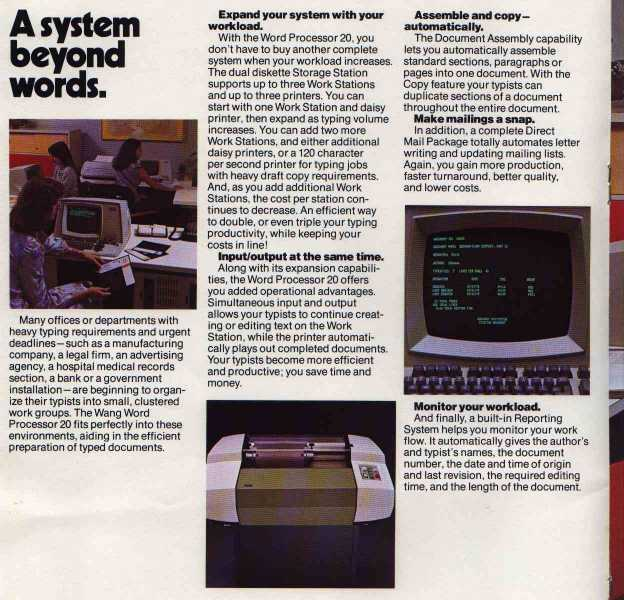 A system
beyond
words.
Many offices or departments with
heavy typing requirements and urgent
deadlines—such as a manufacturing
company, a legal firm, an advertising
agency, a hospital medical records
section, a bank or a government
installation—are beginning to organ-
ize their typists into small, clustered
work groups. The Wang Word
Processor 20 fits perfectly into these
environments, aiding in the efficient
preparation of typed documents.
Expand your system with your
workload.
With the Word Processor 20, you
don't have to buy another complete
system when your workload increases.
The dual diskette Storage Station
supports up to three Work Stations
and up to three printers. You can
start with one Work Station and daisy
printer, then expand as typing volume
increases. You can add two more
Work Stations, and either additional
daisy printers, or a 120 character
per second printer for typing jobs
with heavy draft copy requirements.
And, as you add additional Work
Stations, the cost per station con-
tinues to decrease. An efficient way
to double, or even triple your typing
productivity, while keeping your
costs in line!
Input/output at the same time.
Along with its expansion capabili-
ties, the Word Processor 20 offers
you added operational advantages.
Simultaneous input and output
allows your typists to continue creat-
ing or editing text on the Work
Station, while the printer automati-
cally plays out completed documents.
Your typists become more efficient
and productive; you save time and
money.
Assemble and copy—
automatically.
The Document Assembly capability
lets you automatically assemble
standard sections, paragraphs or
pages into one document. With the
Copy feature your typists can
duplicate sections of a document
throughout the entire document.
Make mailings a snap.
In addition, a complete Direct
Mail Package totally automates letter
writing and updating mailing lists.
Again, you gain more production,
faster turnaround, better quality,
and lower costs.
Monitor your workload.
And finally, a built-in Reporting
System helps you monitor your work
flow. It automatically gives the author's
and typist's names, the document
number, the date and time of origin
and last revision, the required editing
time, and the length of the document.